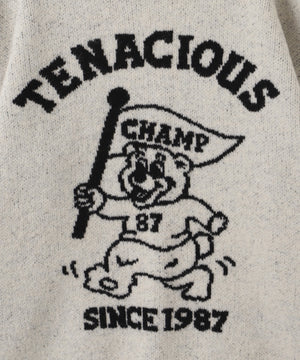 TENACIOUS
CHAMP
87
SINCE 1987